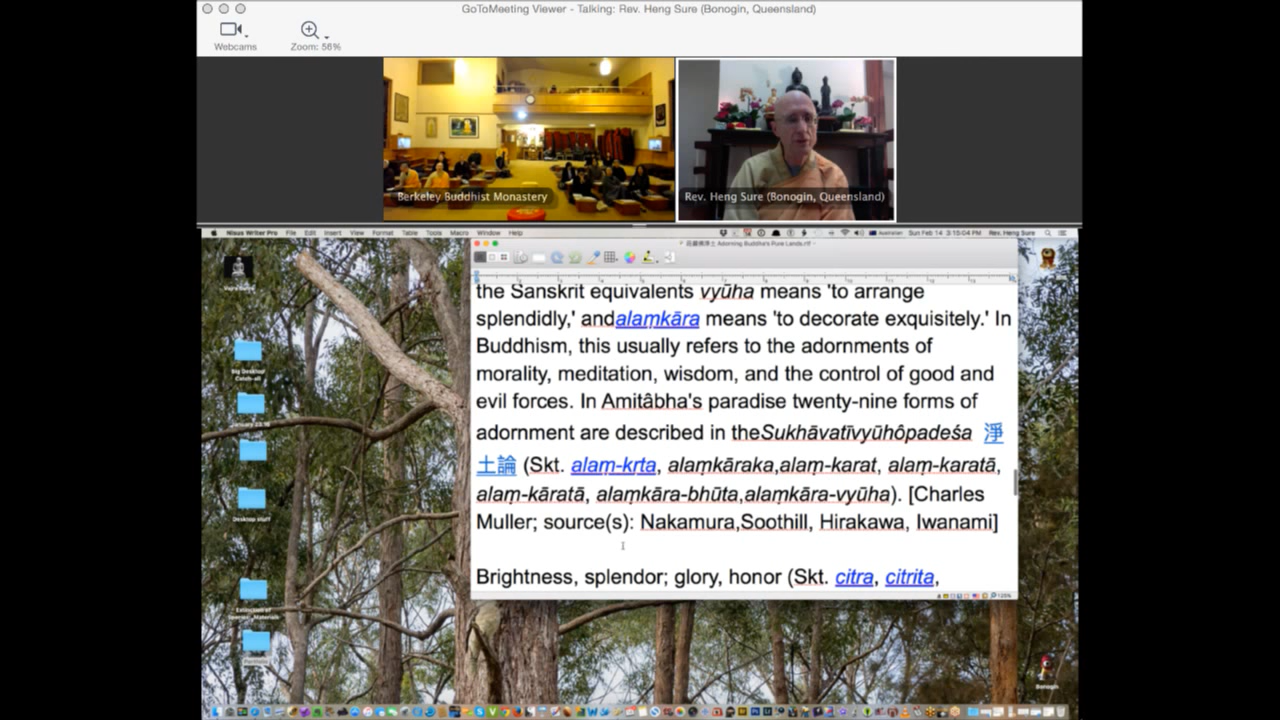 GoToMeeting Viewer - Talking: Rev. Heng Sure (Bonogin, Queensland)
Webcams
Zoom: 56%
Berkeley Buddhist Monastery
Rev. Heng Sure (Bonogin, Queensland)
Nisus Writer Pro File Edit Insert View Format Table Tools Macro Window Help
Australian Sun Feb 14 3:15:04 PM Rev. Heng Sure
Adorning Buddha's Pure Lands.rtf
the Sanskrit equivalents vyūha means 'to arrange
splendidly,' andalaṃkāra means 'to decorate exquisitely.' In
Buddhism, this usually refers to the adornments of
morality, meditation, wisdom, and the control of good and
evil forces. In Amitâbha's paradise twenty-nine forms of
adornment are described in theSukhāvatīvyūhôpadeśa 淨
土論 (Skt. alaṃ-kṛta, alaṃkāraka,alaṃ-karat, alaṃ-karatā,
alaṃ-kāratā, alaṃkāra-bhūta,alaṃkāra-vyūha). [Charles
Muller; source(s): Nakamura,Soothill, Hirakawa, Iwanami]
Brightness, splendor; glory, honor (Skt. citra, citrita,
Desktop stuff
Bonogin